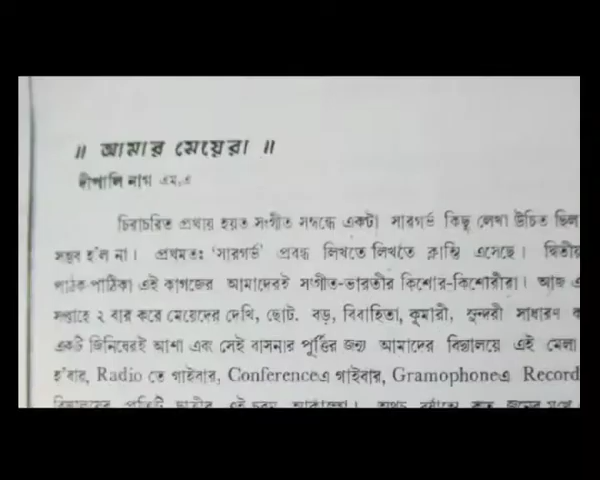 ॥ আমার মেয়েরা ॥
দীপালি নাগ এম.এ
চিরাচরিত প্রথায় হয়ত সংগীত সম্বন্ধে একটা সারগর্ভ কিছু লেখা উচিত ছিল
সম্ভব হ'ল না। প্রথমতঃ 'সারগর্ভ' প্রবন্ধ লিখতে লিখতে ক্লান্তি এসেছে। দ্বিতীয়
পাঠক-পাঠিকা এই কাগজের আমাদেরই সংগীত-ভারতীর কিশোর-কিশোরীরা। আজ এ
সপ্তাহে ২ বার করে মেয়েদের দেখি, ছোট. বড়, বিবাহিতা, কুমারী, সুন্দরী সাধারণ
একটি জিনিষেরই আশা এবং সেই বাসনার পূর্তির জন্য আমাদের বিদ্যালয়ে এই মেলা
হ'বার, Radio তে গাইবার, Conferenceএ গাইবার, Gramophoneএ Record